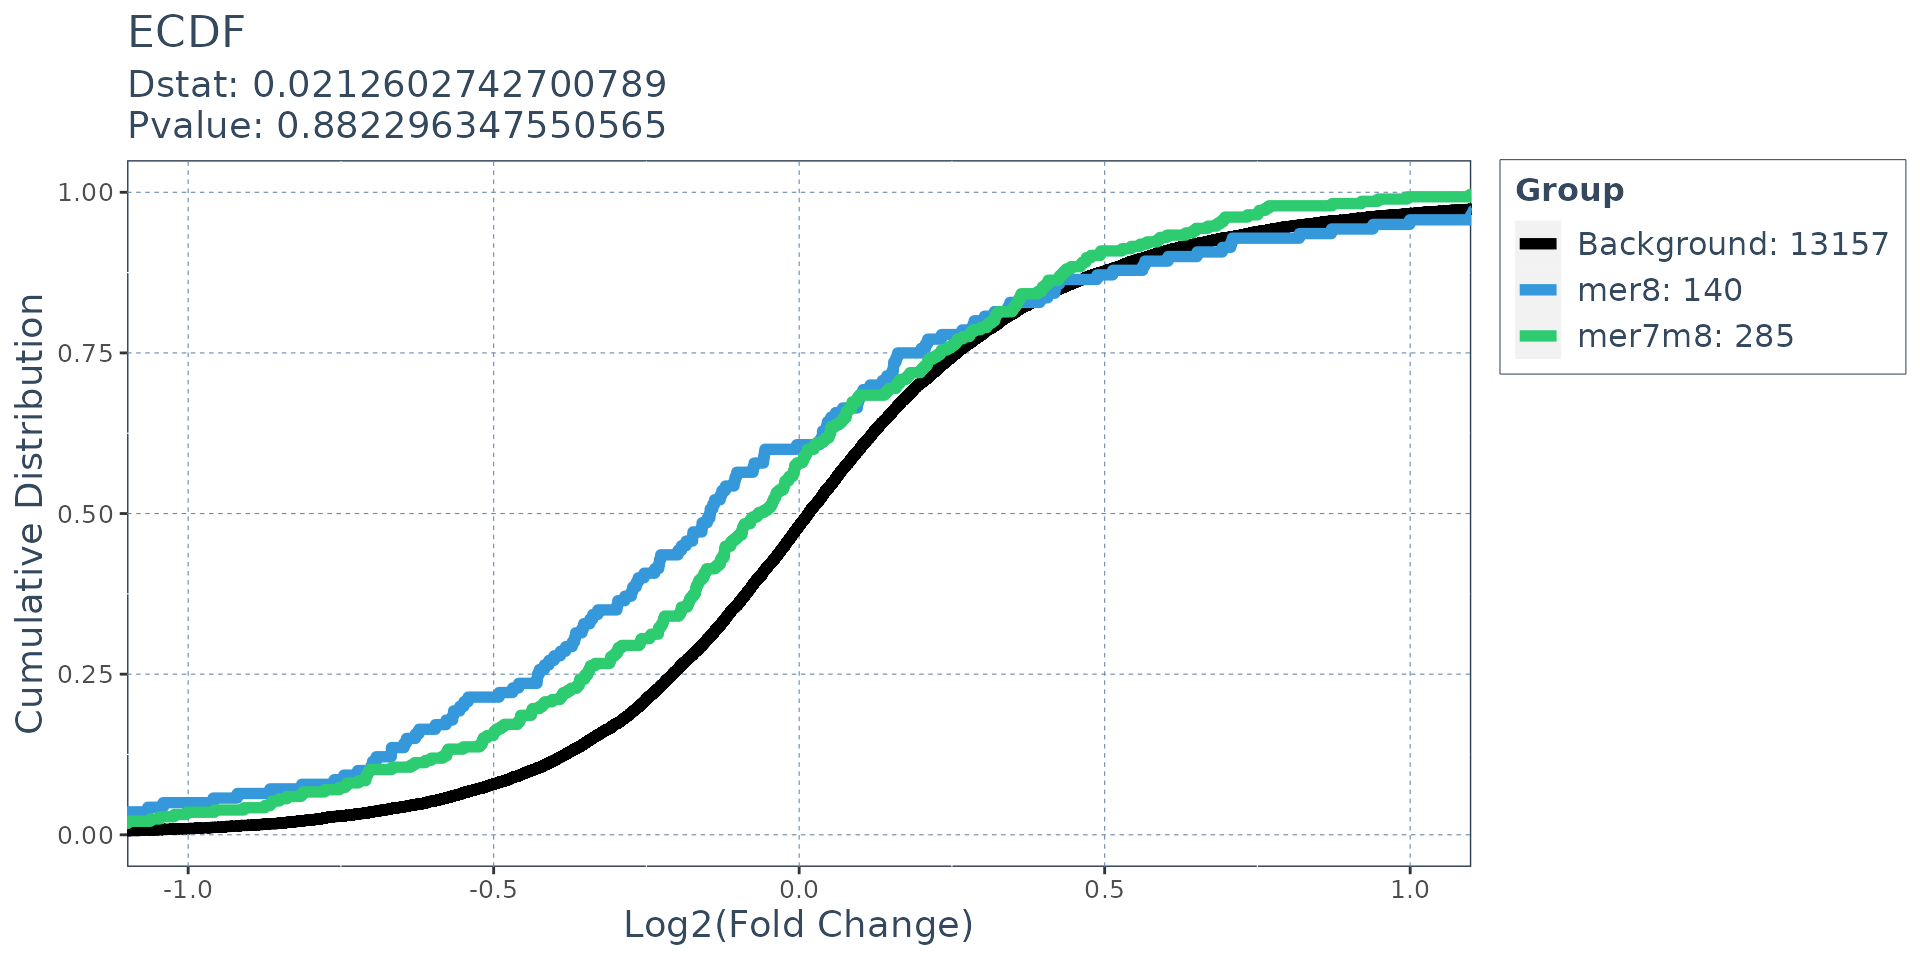 ECDF
Dstat: 0.0212602742700789
Pvalue: 0.882296347550565
Cumulative Distribution
1.00
0.75
0.50
0.25
0.00
-1.0
-0.5
0.0
0.5
1.0
Log2(Fold Change)
Group
Background: 13157
mer8: 140
mer7m8: 285